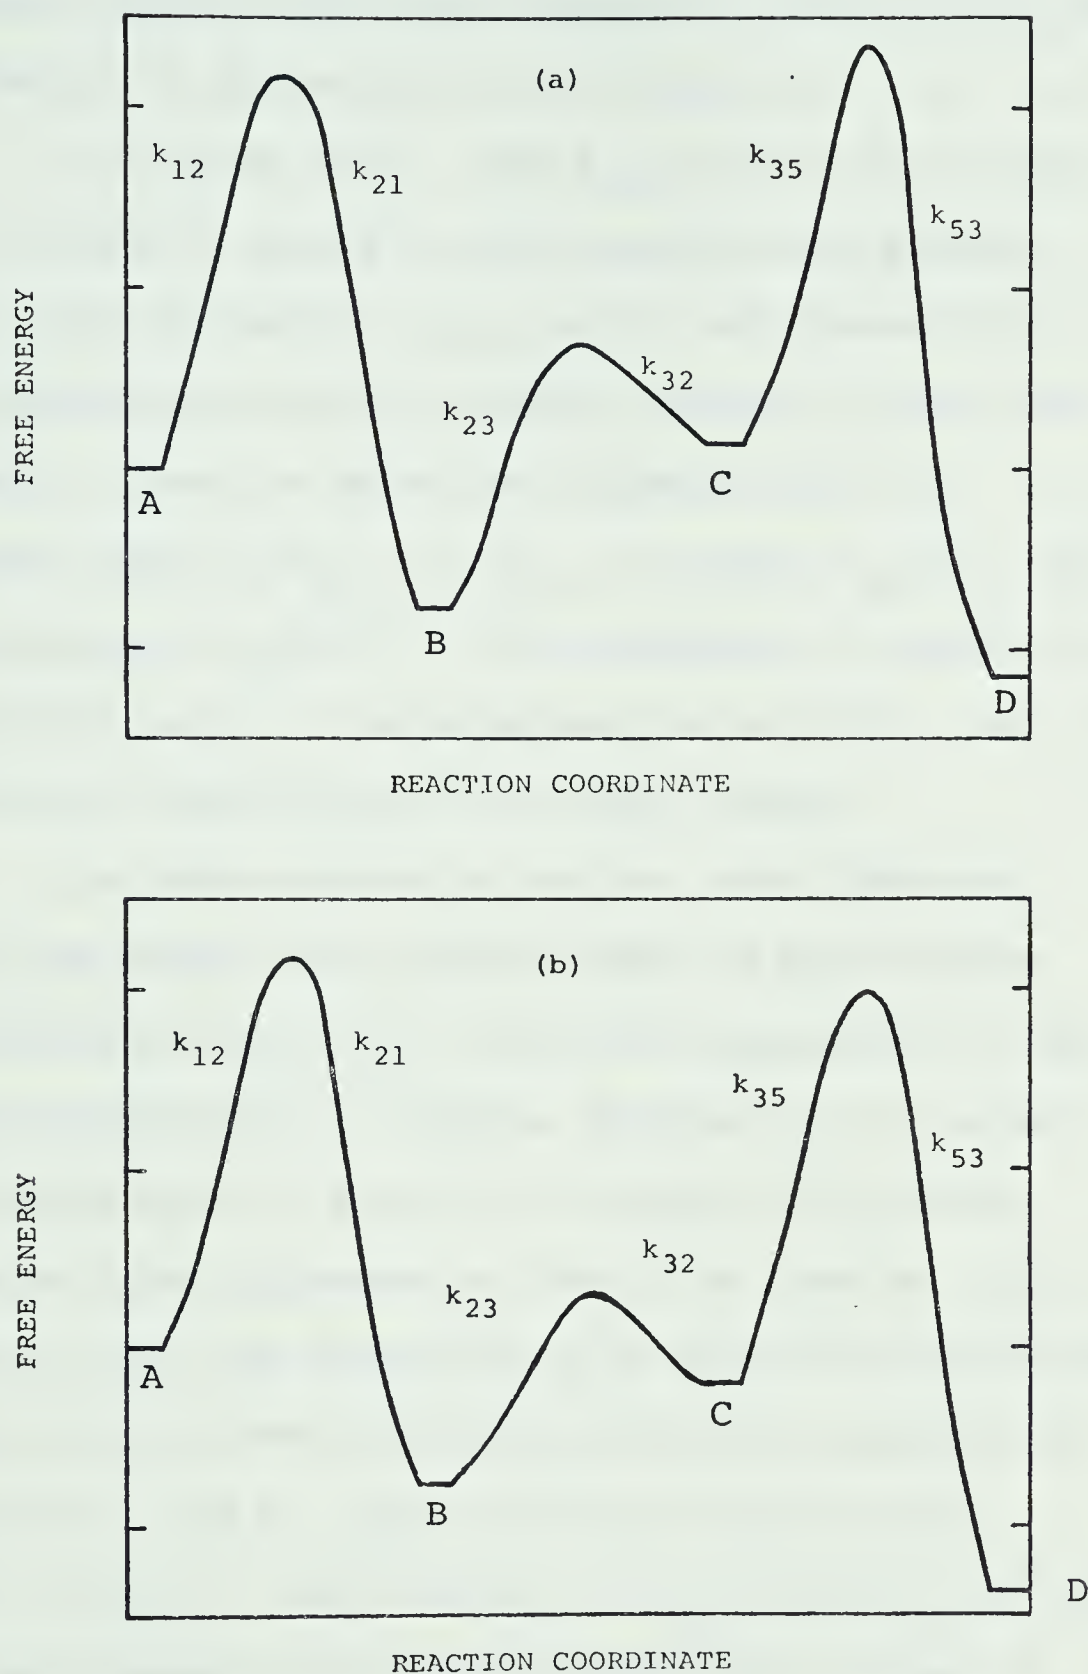 (a)
k12
k21
k23
k32
k35
k53
A
B
C
D
FREE ENERGY
REACTION COORDINATE
(b)
k12
k21
k23
k32
k35
k53
A
B
C
D
FREE ENERGY
REACTION COORDINATE